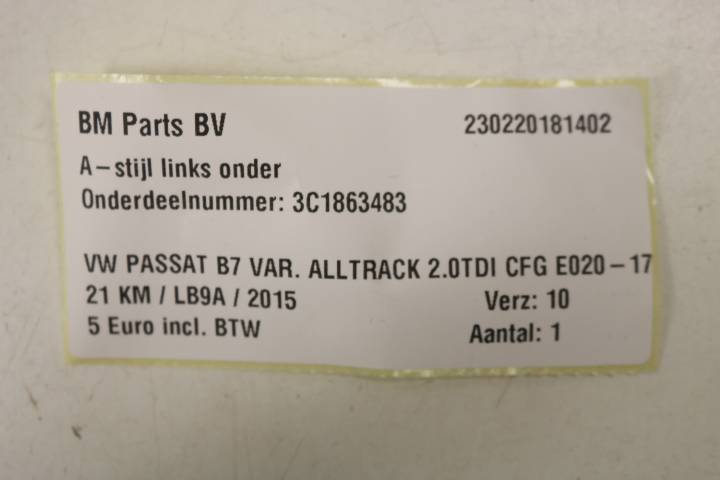 BM Parts BV 230220181402
A-stijl links onder
Onderdeelnummer: 3C1863483
VW PASSAT B7 VAR. ALLTRACK 2.0TDI CFG E020-17
21 KM / LB9A / 2015 Verz: 10
5 Euro incl. BTW Aantal: 1